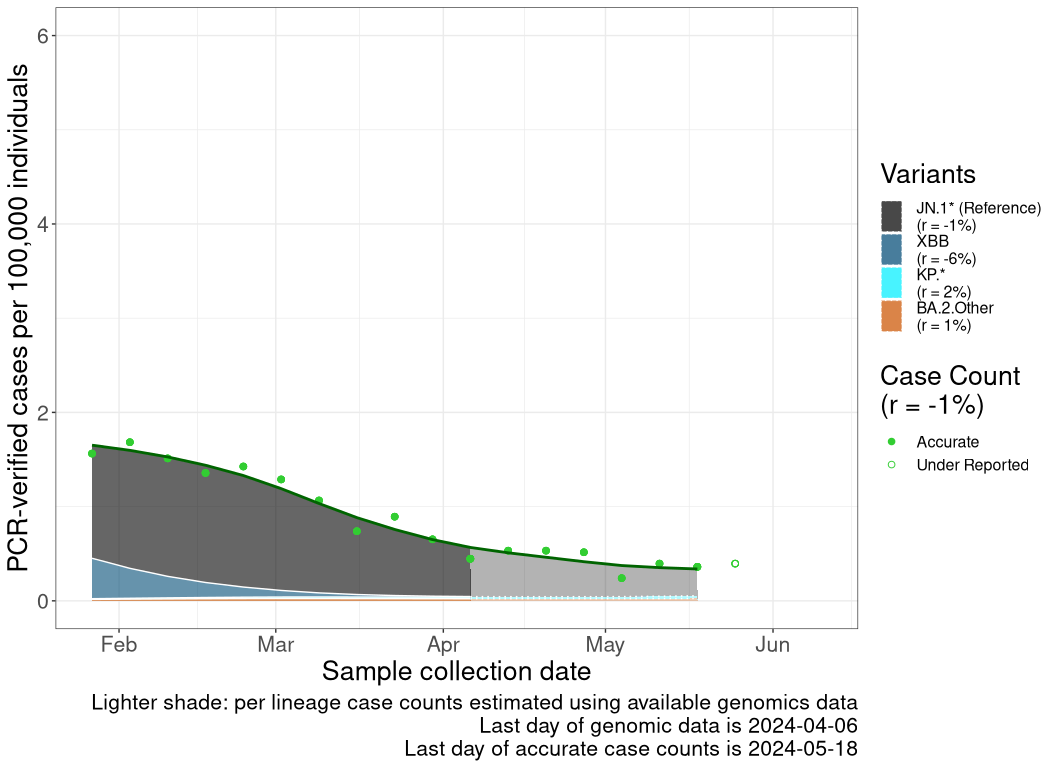 PCR-verified cases per 100,000 individuals
6
4
2
0
Feb
Mar
Apr
May
Jun
Sample collection date
Lighter shade: per lineage case counts estimated using available genomics data
Last day of genomic data is 2024-04-06
Last day of accurate case counts is 2024-05-18
Variants
JN.1* (Reference)
(r = -1%)
XBB
(r = -6%)
KP.*
(r = 2%)
BA.2.Other
(r = 1%)
Case Count
(r = -1%)
Accurate
Under Reported